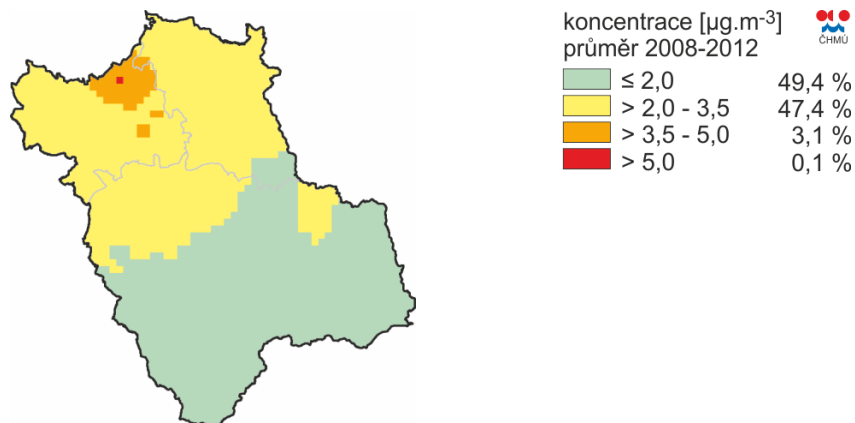 koncentrace [µg.m⁻³]
průměr 2008-2012
ČHMÚ
≤ 2,0 49,4 %
> 2,0 - 3,5 47,4 %
> 3,5 - 5,0 3,1 %
> 5,0 0,1 %